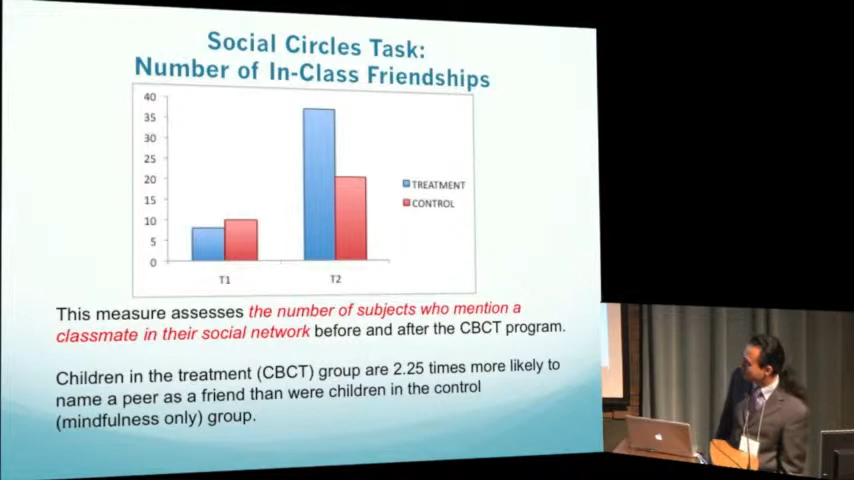 Social Circles Task:
Number of In-Class Friendships
40
35
30
25
20
15
10
5
0
T1
T2
TREATMENT
CONTROL
This measure assesses the number of subjects who mention a
classmate in their social network before and after the CBCT program.
Children in the treatment (CBCT) group are 2.25 times more likely to
name a peer as a friend than were children in the control
(mindfulness only) group.